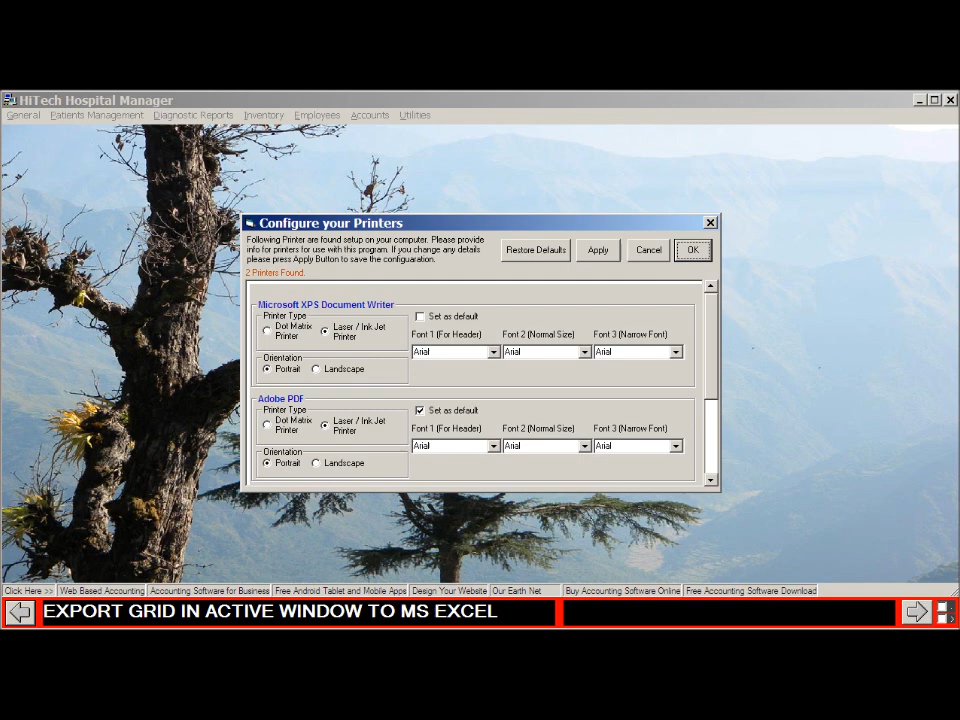 HiTech Hospital Manager
General Patients Management Diagnostic Reports Inventory Employees Accounts Utilities
Configure your Printers
Following Printer are found setup on your computer. Please provide
info for printers for use with this program. If you change any details
please press Apply Button to save the configuaration.
Restore Defaults Apply Cancel OK
2 Printers Found.
Microsoft XPS Document Writer
Printer Type
Dot Matrix
Printer
Laser / Ink Jet
Printer
Set as default
Font 1 (For Header) Font 2 (Normal Size) Font 3 (Narrow Font)
Arial Arial Arial
Orientation
Portrait Landscape
Adobe PDF
Printer Type
Dot Matrix
Printer
Laser / Ink Jet
Printer
Set as default
Font 1 (For Header) Font 2 (Normal Size) Font 3 (Narrow Font)
Arial Arial Arial
Orientation
Portrait Landscape
Click Here >> Web Based Accounting Accounting Software for Business Free Android Tablet and Mobile Apps Design Your Website Our Earth Net Buy Accounting Software Online Free Accounting Software Download
EXPORT GRID IN ACTIVE WINDOW TO MS EXCEL